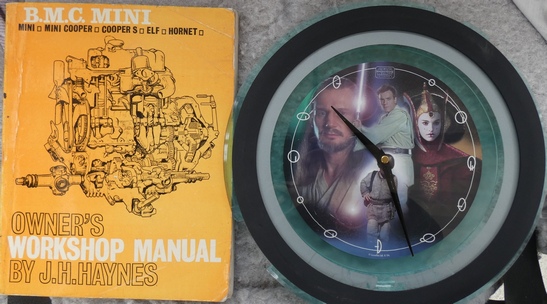 B.M.C. MINI
MINI □ MINI COOPER □ COOPER S □ ELF □ HORNET □
OWNER'S
WORKSHOP MANUAL
BY J.H.HAYNES